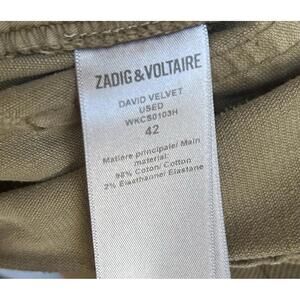 ZADIG&VOLTAIRE
DAVID VELVET
USED
WKCS0103H
42
Matière principale/ Main
material:
98% Coton/ Cotton
2% Elasthanne/ Elastane